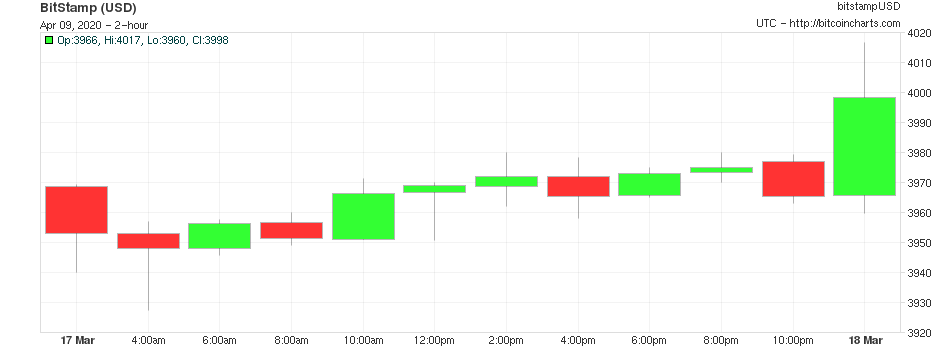 BitStamp (USD)
bitstampUSD
Apr 09, 2020 - 2-hour
UTC - http://bitcoincharts.com
Op:3966, Hi:4017, Lo:3960, Cl:3998
4020
4010
4000
3990
3980
3970
3960
3950
3940
3930
3920
17 Mar 4:00am 6:00am 8:00am 10:00am 12:00pm 2:00pm 4:00pm 6:00pm 8:00pm 10:00pm 18 Mar